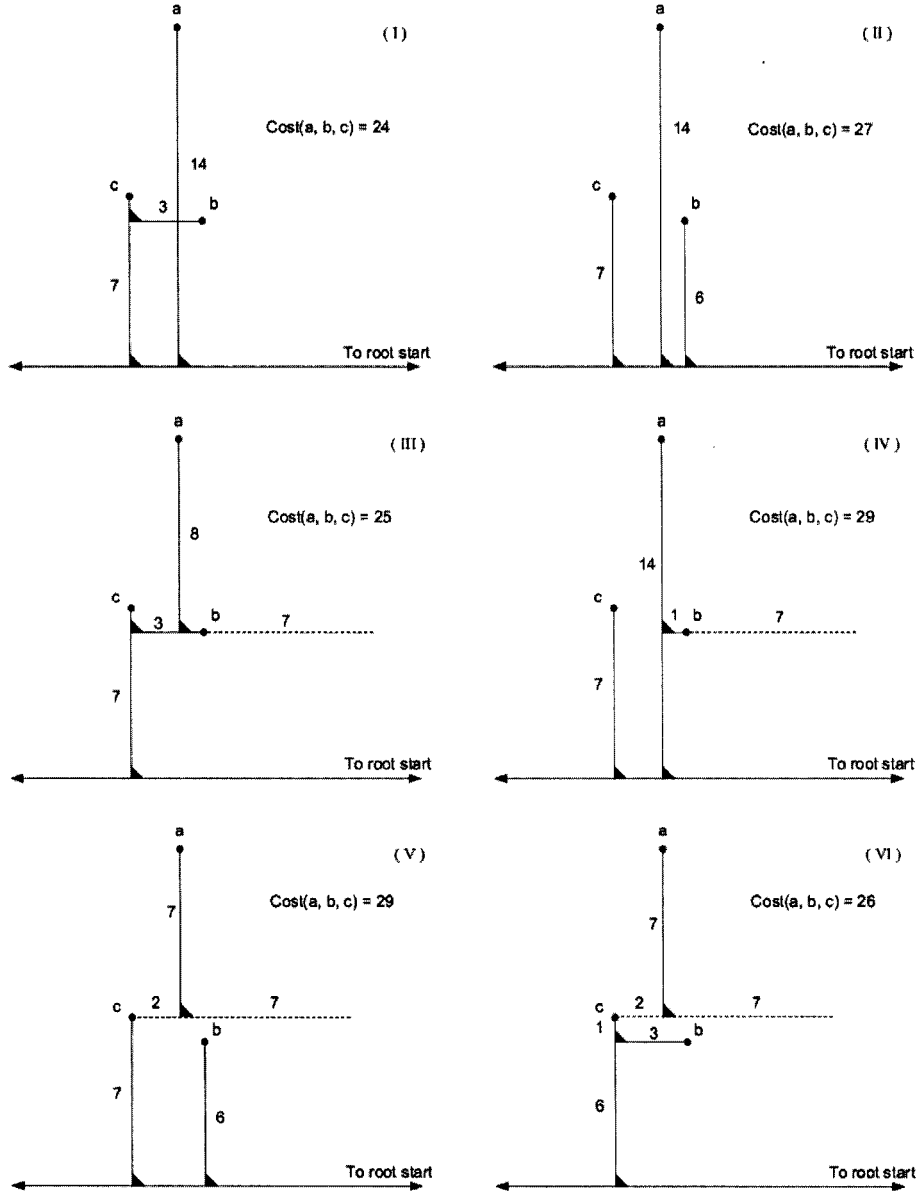 a
( I )
Cost(a, b, c) = 24
14
c
3
b
7
To root start
a
( II )
14
Cost(a, b, c) = 27
c
b
7
6
To root start
a
( III )
Cost(a, b, c) = 25
8
c
b
3
7
7
To root start
a
( IV )
Cost(a, b, c) = 29
14
c
1
b
7
7
To root start
a
( V )
Cost(a, b, c) = 29
7
c
2
7
b
7
6
To root start
a
( VI )
Cost(a, b, c) = 26
7
c
2
7
1
3
b
6
To root start